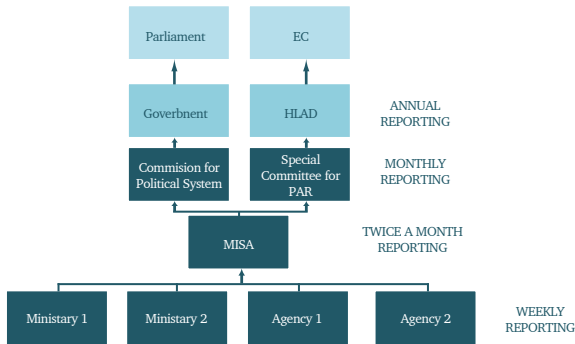 Parliament
EC
Goverbnent
HLAD
ANNUAL
REPORTING
Commision for
Political System
Special
Committee for
PAR
MONTHLY
REPORTING
MISA
TWICE A MONTH
REPORTING
Ministary 1
Ministary 2
Agency 1
Agency 2
WEEKLY
REPORTING